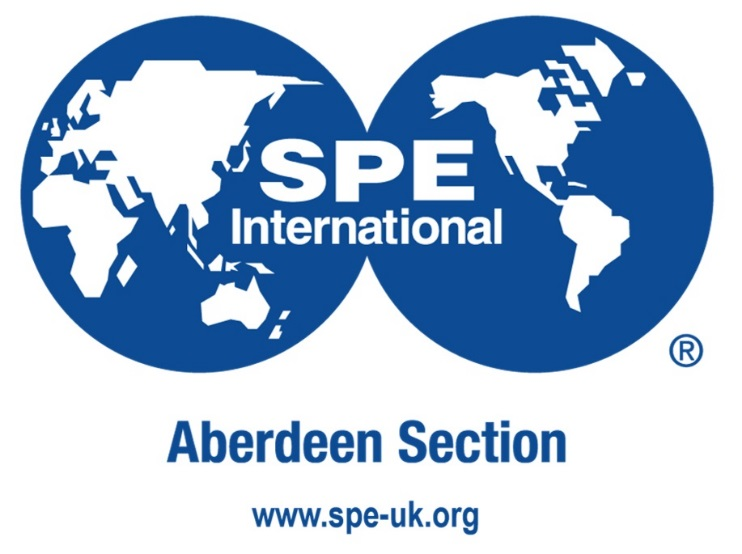 SPE
International
®
Aberdeen Section
www.spe-uk.org